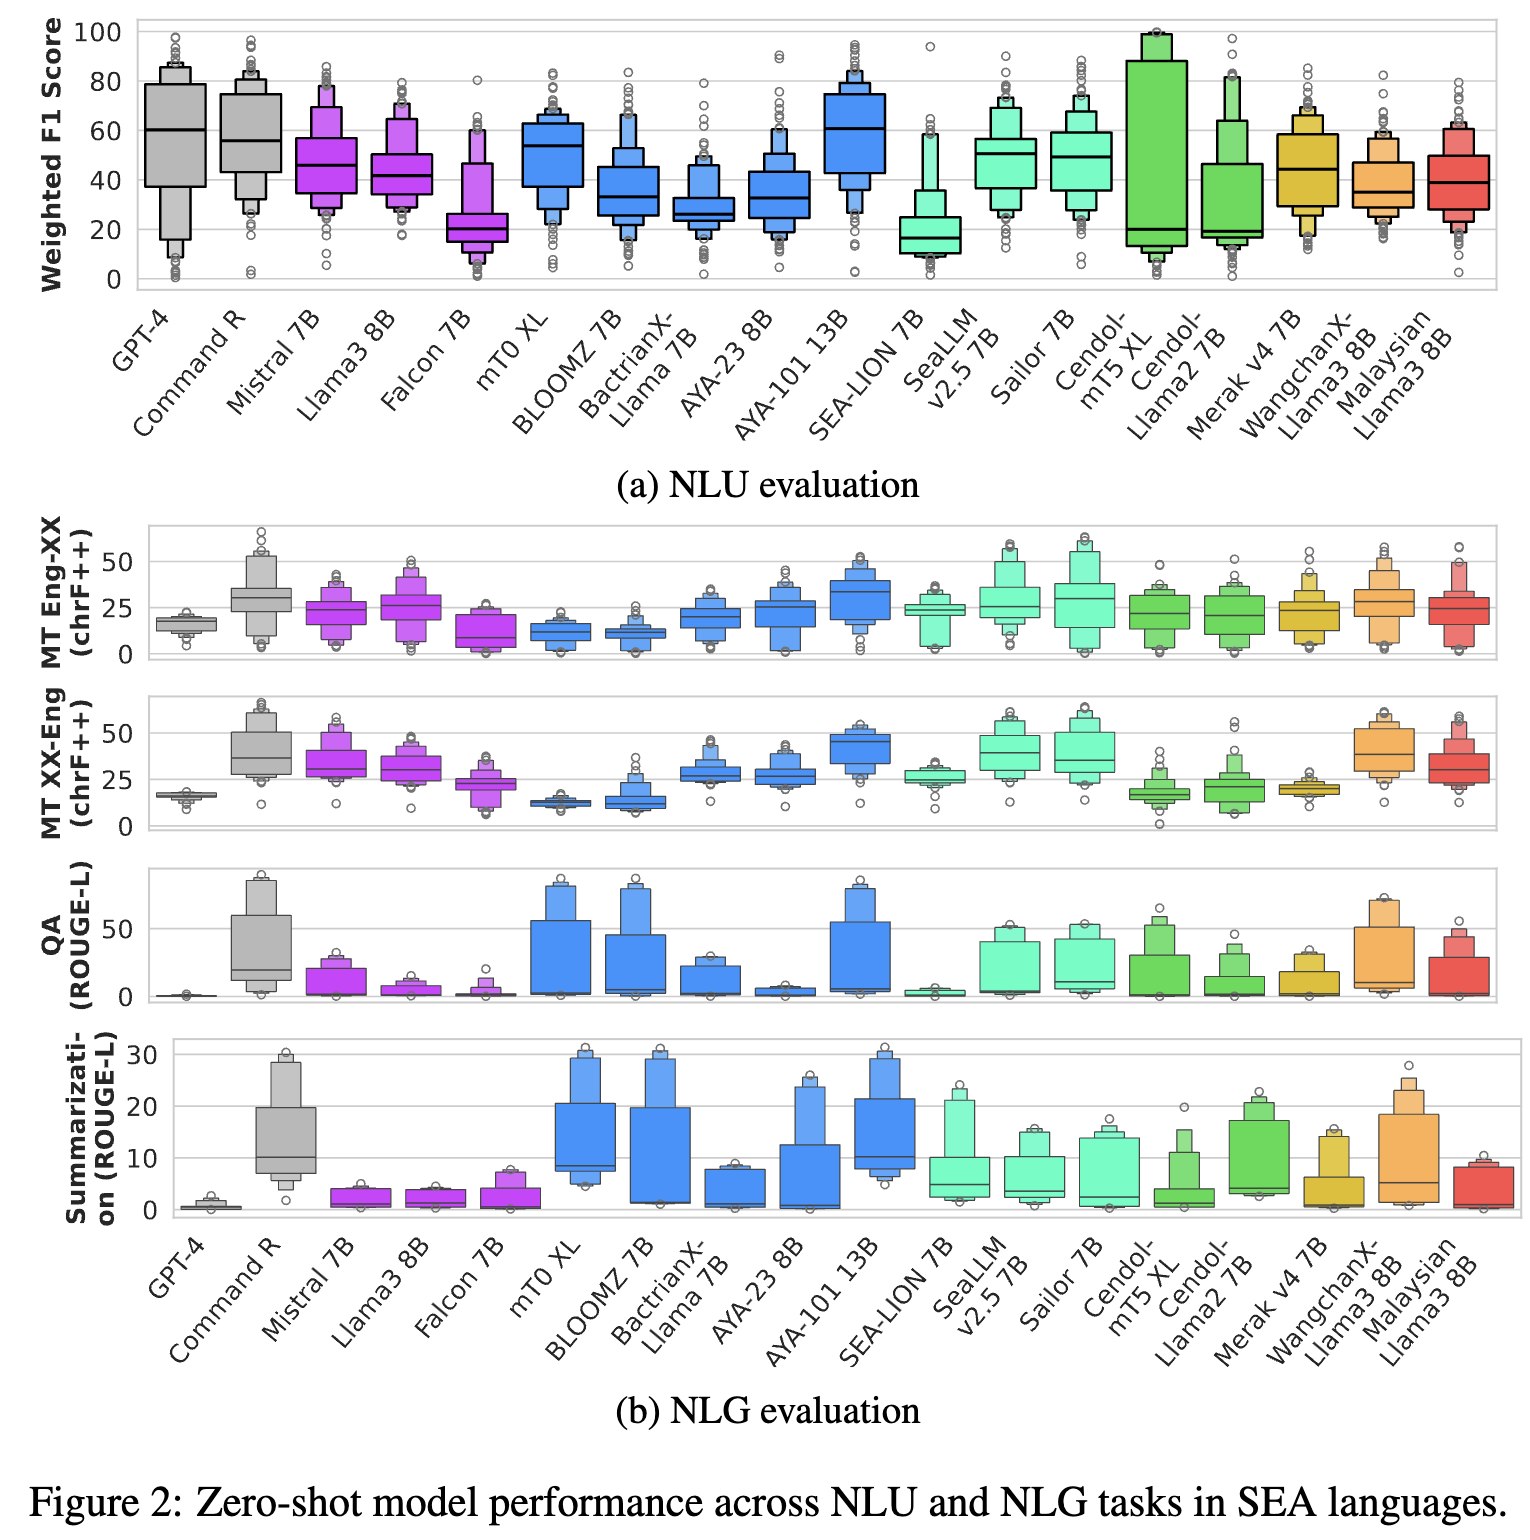 Weighted F1 Score
100
80
60
40
20
0
GPT-4
Command R
Mistral 7B
Llama3 8B
Falcon 7B
mT0 XL
BLOOMZ 7B
BactrianX-
Llama 7B
AYA-23 8B
AYA-101 13B
SEA-LION 7B
SeaLLM
v2.5 7B
Sailor 7B
Cendol-
mT5 XL
Cendol-
Llama2 7B
Merak v4 7B
WangchanX-
Llama3 8B
Malaysian
Llama3 8B
(a) NLU evaluation
MT Eng-XX
(chrF++)
50
25
0
MT XX-Eng
(chrF++)
50
25
0
QA
(ROUGE-L)
50
0
Summarizati-
on (ROUGE-L)
30
20
10
0
GPT-4
Command R
Mistral 7B
Llama3 8B
Falcon 7B
mT0 XL
BLOOMZ 7B
BactrianX-
Llama 7B
AYA-23 8B
AYA-101 13B
SEA-LION 7B
SeaLLM
v2.5 7B
Sailor 7B
Cendol-
mT5 XL
Cendol-
Llama2 7B
Merak v4 7B
WangchanX-
Llama3 8B
Malaysian
Llama3 8B
(b) NLG evaluation
Figure 2: Zero-shot model performance across NLU and NLG tasks in SEA languages.